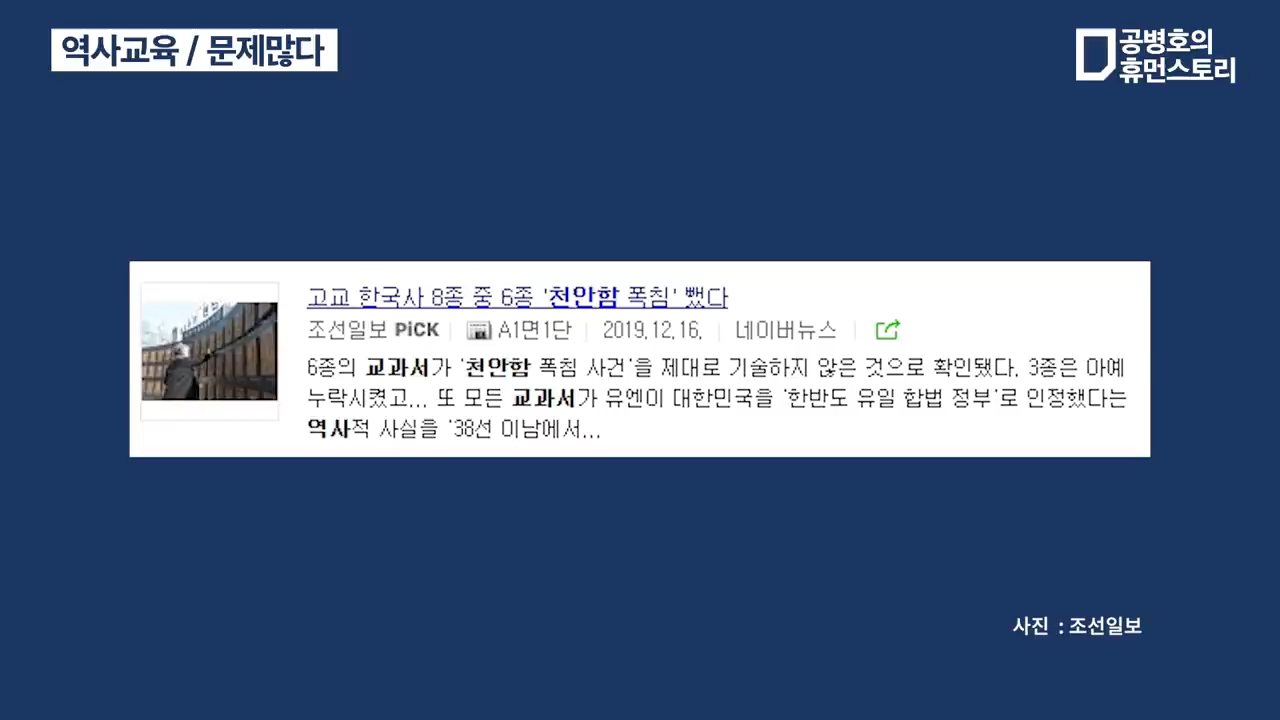 역사교육 / 문제많다
공병호의
휴먼스토리
고교 한국사 8종 중 6종 '천안함 폭침' 뺐다
조선일보 PiCK A1면1단 2019.12.16. 네이버뉴스
6종의 교과서가 '천안함 폭침 사건'을 제대로 기술하지 않은 것으로 확인됐다. 3종은 아예
누락시켰고... 또 모든 교과서가 유엔이 대한민국을 '한반도 유일 합법 정부'로 인정했다는
역사적 사실을 '38선 이남에서...
사진 : 조선일보